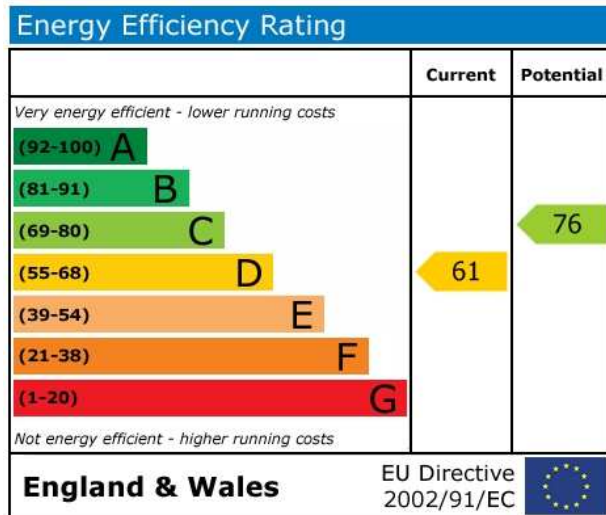 Energy Efficiency Rating
Current Potential
Very energy efficient - lower running costs
(92-100) A
(81-91) B
(69-80) C
76
(55-68) D
61
(39-54) E
(21-38) F
(1-20) G
Not energy efficient - higher running costs
England & Wales
EU Directive
2002/91/EC